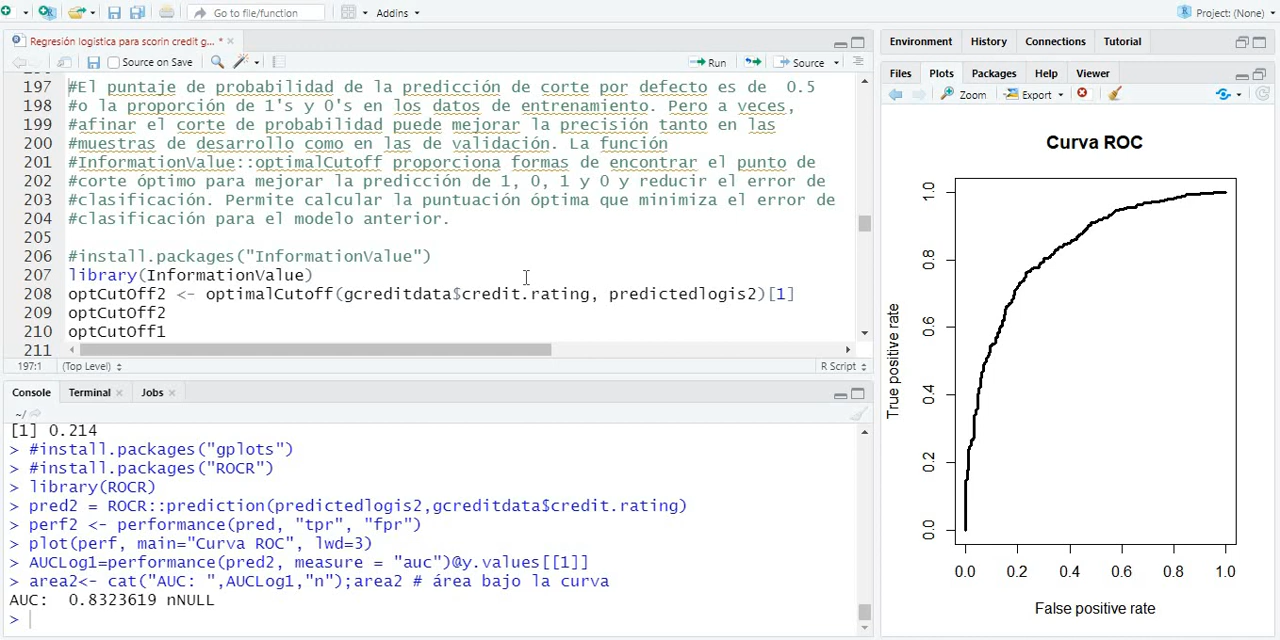 Go to file/function
Addins
Project: (None)
Regresión logística para scorin credit g... *
Source on Save
Run
Source
197 #El puntaje de probabilidad de la predicción de corte por defecto es de  0.5
198 #o la proporción de 1's y 0's en los datos de entrenamiento. Pero a veces,
199 #afinar el corte de probabilidad puede mejorar la precisión tanto en las
200 #muestras de desarrollo como en las de validación. La función
201 #InformationValue::optimalCutoff proporciona formas de encontrar el punto de
202 #corte óptimo para mejorar la predicción de 1, 0, 1 y 0 y reducir el error de
203 #clasificación. Permite calcular la puntuación óptima que minimiza el error de
204 #clasificación para el modelo anterior.
205
206 #install.packages("InformationValue")
207 library(InformationValue)
208 optCutOff2 <- optimalCutoff(gcreditdata$credit.rating, predictedlogis2)[1]
209 optCutOff2
210 optCutOff1
211
197:1 (Top Level) R Script
Console Terminal Jobs
~/
[1] 0.214
> #install.packages("gplots")
> #install.packages("ROCR")
> library(ROCR)
> pred2 = ROCR::prediction(predictedlogis2,gcreditdata$credit.rating)
> perf2 <- performance(pred, "tpr", "fpr")
> plot(perf, main="Curva ROC", lwd=3)
> AUCLog1=performance(pred2, measure = "auc")@y.values[[1]]
> area2<- cat("AUC: ",AUCLog1,"n");area2 # área bajo la curva
AUC:  0.8323619 nNULL
>
Environment History Connections Tutorial
Files Plots Packages Help Viewer
Zoom Export
Curva ROC
True positive rate
1.0
0.8
0.6
0.4
0.2
0.0
0.0 0.2 0.4 0.6 0.8 1.0
False positive rate